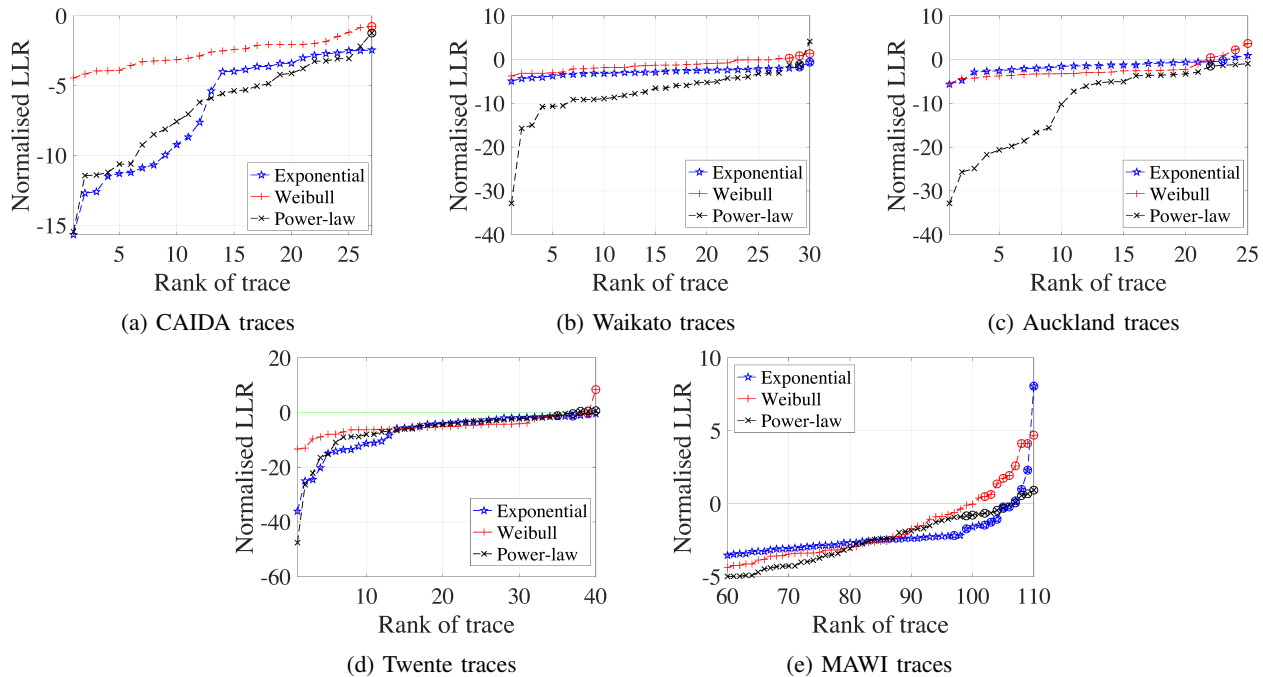 Normalised LLR
0
-5
-10
-15
5
10
15
20
25
Rank of trace
Exponential
Weibull
Power-law
(a) CAIDA traces
Normalised LLR
10
0
-10
-20
-30
-40
5
10
15
20
25
30
Rank of trace
Exponential
Weibull
Power-law
(b) Waikato traces
Normalised LLR
10
0
-10
-20
-30
-40
5
10
15
20
25
Rank of trace
Exponential
Weibull
Power-law
(c) Auckland traces
Normalised LLR
20
0
-20
-40
-60
10
20
30
40
Rank of trace
Exponential
Weibull
Power-law
(d) Twente traces
Normalised LLR
10
5
0
-5
60
70
80
90
100
110
Rank of trace
Exponential
Weibull
Power-law
(e) MAWI traces